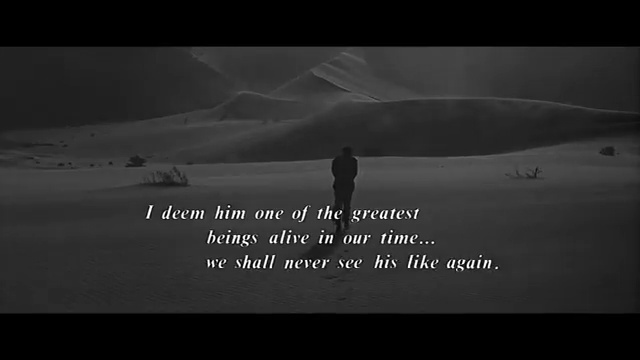 I deem him one of the greatest
beings alive in our time...
we shall never see his like again.